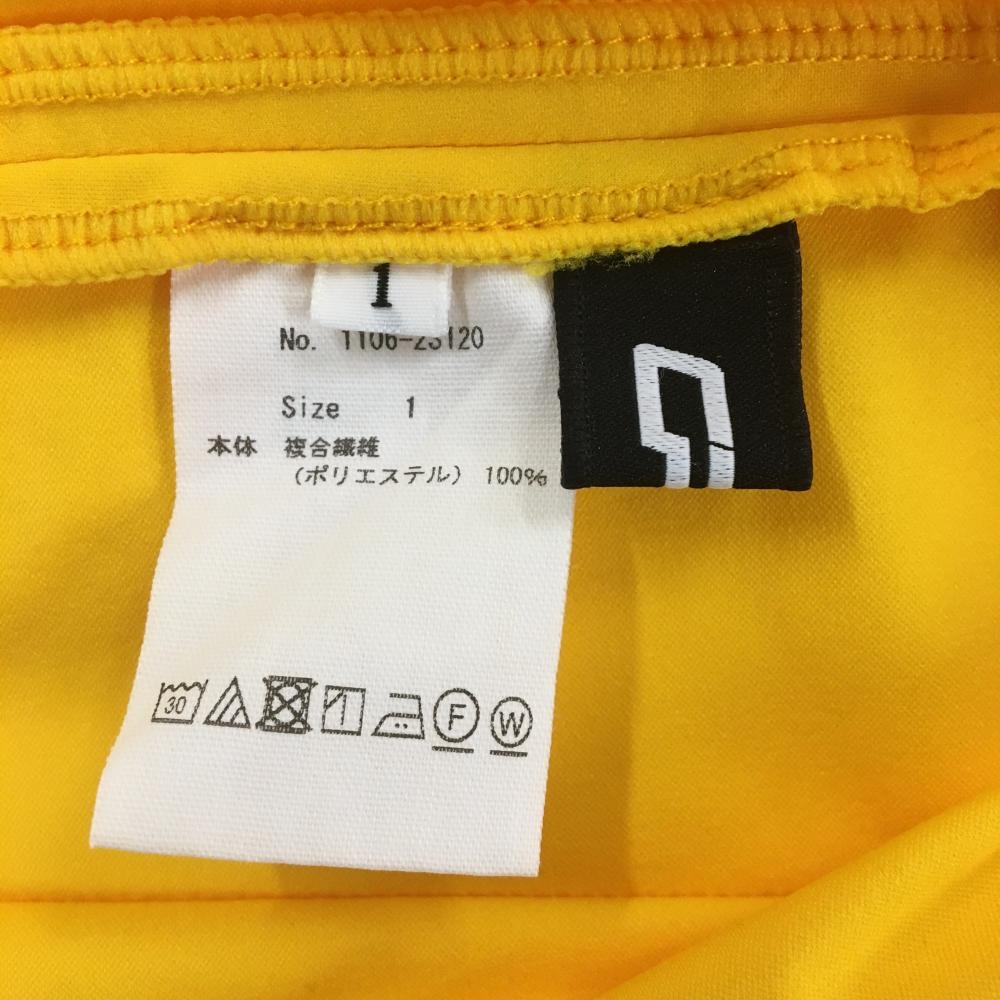 1
No. 1106-23120
Size 1
本体 複合繊維
(ポリエステル) 100%
30
F
W